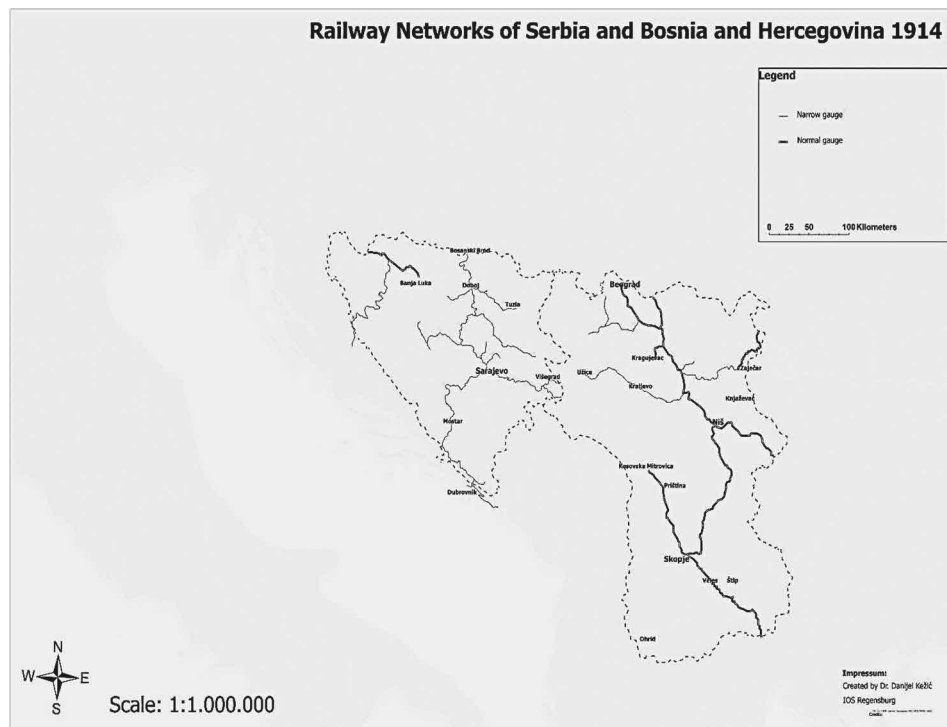 Railway Networks of Serbia and Bosnia and Hercegovina 1914
Legend
Narrow gauge
Normal gauge
0 25 50 100 Kilometers
Bosanski Brod
Banja Luka
Doboj
Tuzla
Beograd
Kragujevac
Zaječar
Sarajevo
Višegrad
Užice
Kraljevo
Knjaževac
Mostar
Niš
Kosovska Mitrovica
Priština
Dubrovnik
Skopje
Veles
Štip
Ohrid
N
W E
S
Scale: 1:1.000.000
Impressum:
Created by Dr. Danijel Kežić
IOS Regensburg
Credits: